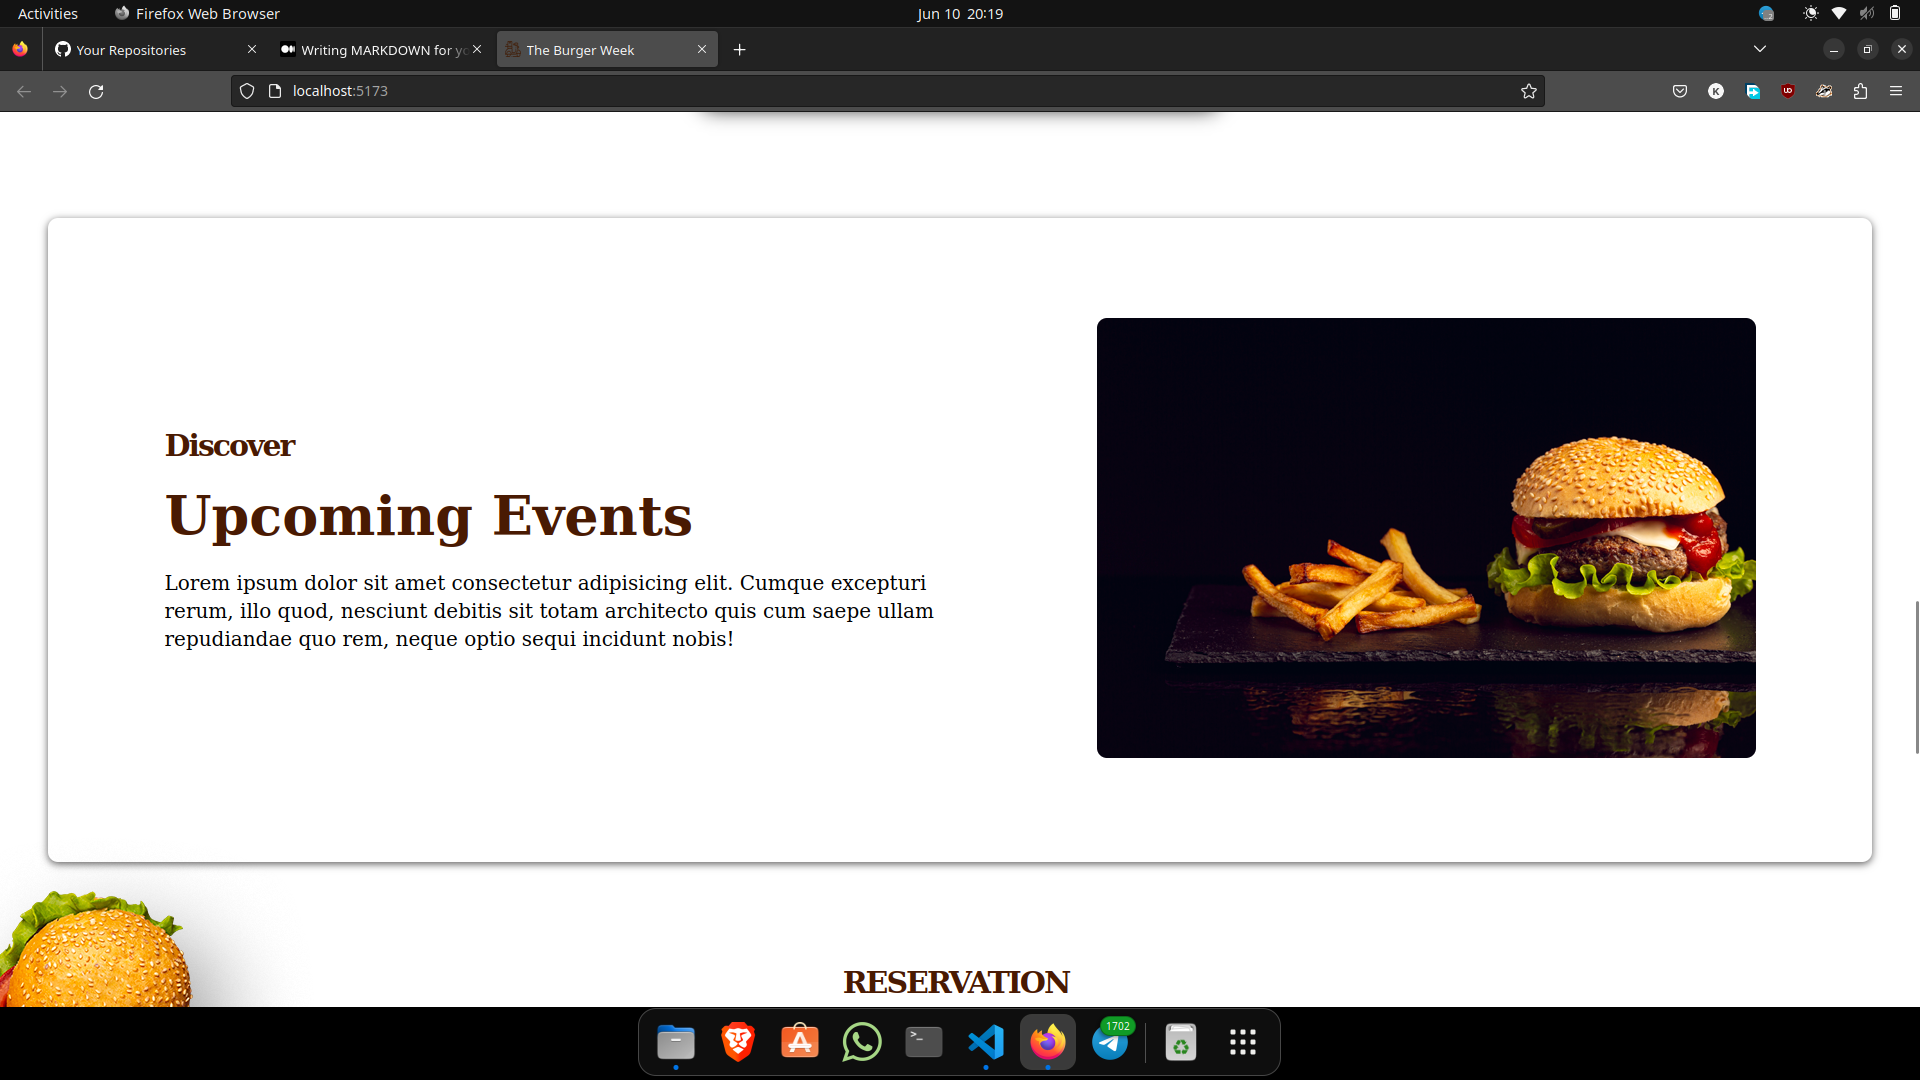 Activities
Firefox Web Browser
Jun 10 20:19
Your Repositories
Writing MARKDOWN for yo
The Burger Week
localhost:5173
K
Discover
Upcoming Events
Lorem ipsum dolor sit amet consectetur adipisicing elit. Cumque excepturi
rerum, illo quod, nesciunt debitis sit totam architecto quis cum saepe ullam
repudiandae quo rem, neque optio sequi incidunt nobis!
RESERVATION
1702